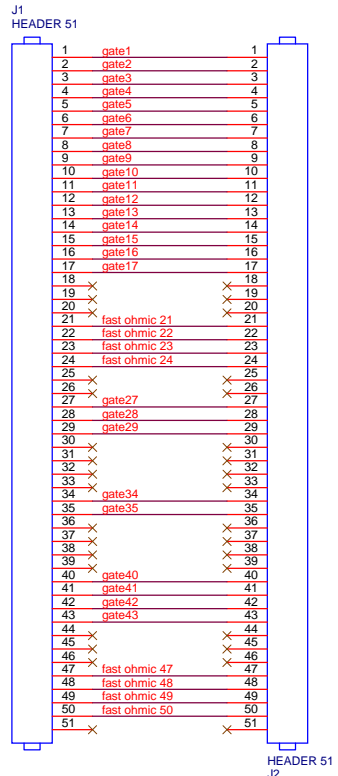 J1
HEADER 51
1 gate1 1
2 gate2 2
3 gate3 3
4 gate4 4
5 gate5 5
6 gate6 6
7 gate7 7
8 gate8 8
9 gate9 9
10 gate10 10
11 gate11 11
12 gate12 12
13 gate13 13
14 gate14 14
15 gate15 15
16 gate16 16
17 gate17 17
18 18
19 19
20 20
21 fast ohmic 21 21
22 fast ohmic 22 22
23 fast ohmic 23 23
24 fast ohmic 24 24
25 25
26 26
27 gate27 27
28 gate28 28
29 gate29 29
30 30
31 31
32 32
33 33
34 gate34 34
35 gate35 35
36 36
37 37
38 38
39 39
40 gate40 40
41 gate41 41
42 gate42 42
43 gate43 43
44 44
45 45
46 46
47 fast ohmic 47 47
48 fast ohmic 48 48
49 fast ohmic 49 49
50 fast ohmic 50 50
51 51
HEADER 51
J2